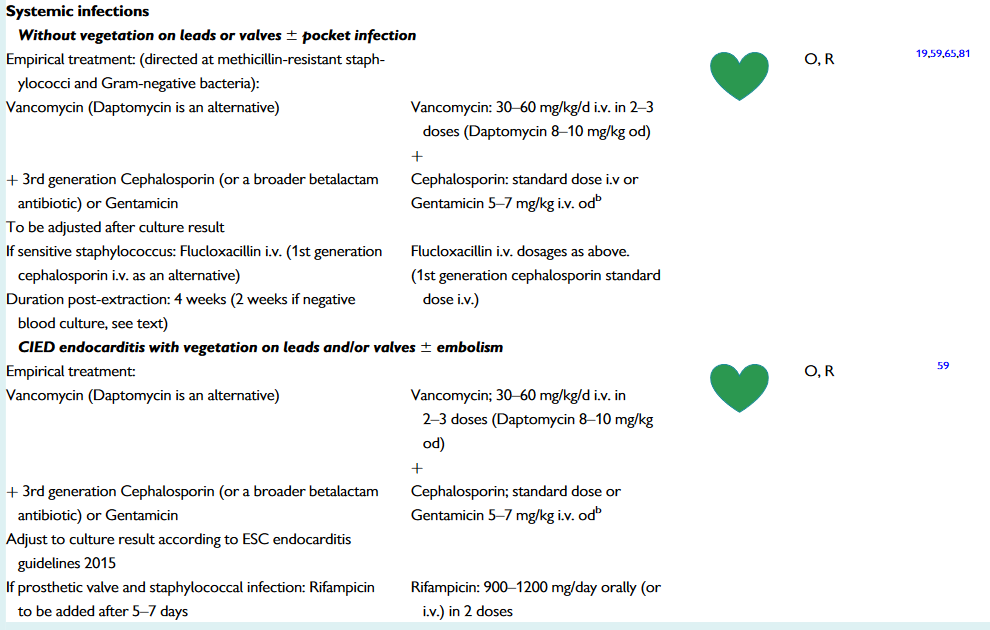 Systemic infections
Without vegetation on leads or valves ± pocket infection
Empirical treatment: (directed at methicillin-resistant staph-
O, R
19,59,65,81
ylococci and Gram-negative bacteria):
Vancomycin (Daptomycin is an alternative)
Vancomycin: 30–60 mg/kg/d i.v. in 2–3
doses (Daptomycin 8–10 mg/kg od)
+
+ 3rd generation Cephalosporin (or a broader betalactam
Cephalosporin: standard dose i.v or
antibiotic) or Gentamicin
Gentamicin 5–7 mg/kg i.v. odb
To be adjusted after culture result
If sensitive staphylococcus: Flucloxacillin i.v. (1st generation
Flucloxacillin i.v. dosages as above.
cephalosporin i.v. as an alternative)
(1st generation cephalosporin standard
Duration post-extraction: 4 weeks (2 weeks if negative
dose i.v.)
blood culture, see text)
CIED endocarditis with vegetation on leads and/or valves ± embolism
Empirical treatment:
O, R
59
Vancomycin (Daptomycin is an alternative)
Vancomycin; 30–60 mg/kg/d i.v. in
2–3 doses (Daptomycin 8–10 mg/kg
od)
+
+ 3rd generation Cephalosporin (or a broader betalactam
Cephalosporin; standard dose or
antibiotic) or Gentamicin
Gentamicin 5–7 mg/kg i.v. odb
Adjust to culture result according to ESC endocarditis
guidelines 2015
If prosthetic valve and staphylococcal infection: Rifampicin
Rifampicin: 900–1200 mg/day orally (or
to be added after 5–7 days
i.v.) in 2 doses